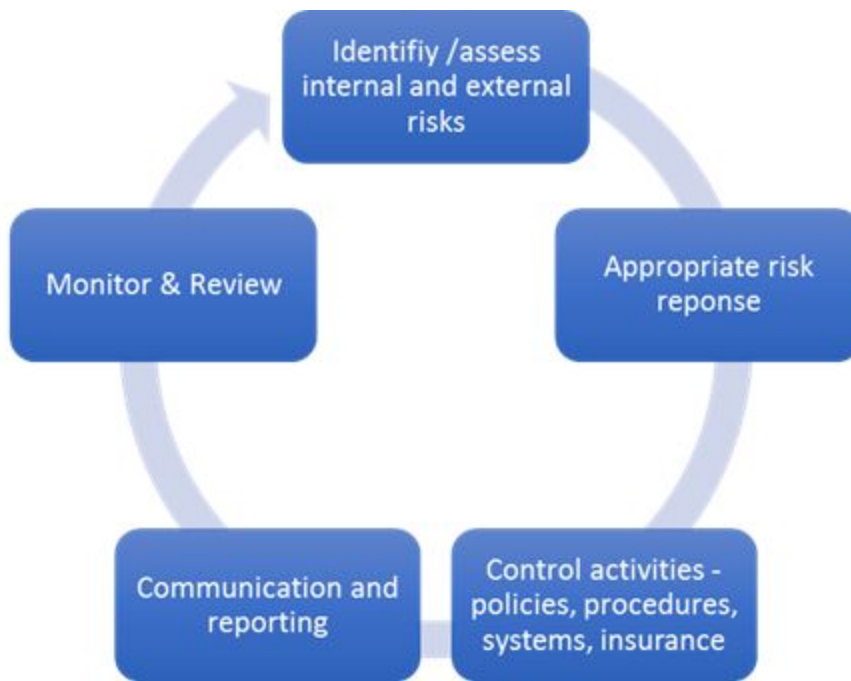 Identifiy /assess
internal and external
risks
Appropriate risk
reponse
Control activities -
policies, procedures,
systems, insurance
Communication and
reporting
Monitor & Review